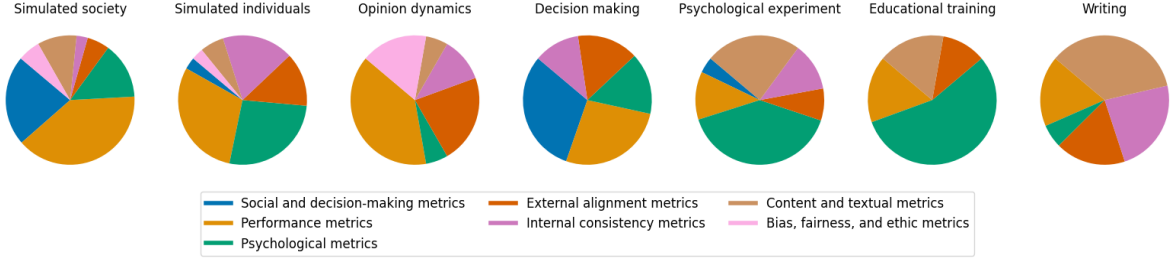 Simulated society
Simulated individuals
Opinion dynamics
Decision making
Psychological experiment
Educational training
Writing
Social and decision-making metrics
Performance metrics
Psychological metrics
External alignment metrics
Internal consistency metrics
Content and textual metrics
Bias, fairness, and ethic metrics